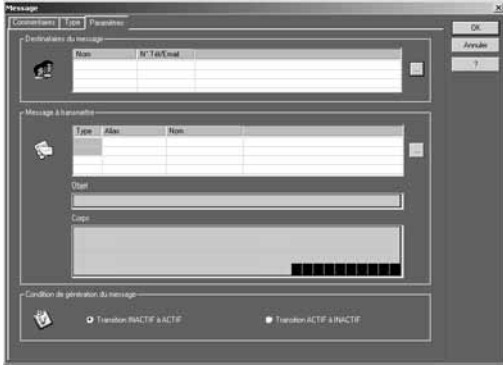 Message
Commentaires Type Paramètres
OK
Annuler
?
Destinataires du message
Nom N° Tél/Email
...
Message à transmettre
Type Alias Nom
...
Objet
Corps
Condition de génération du message
Transition INACTIF à ACTIF Transition ACTIF à INACTIF